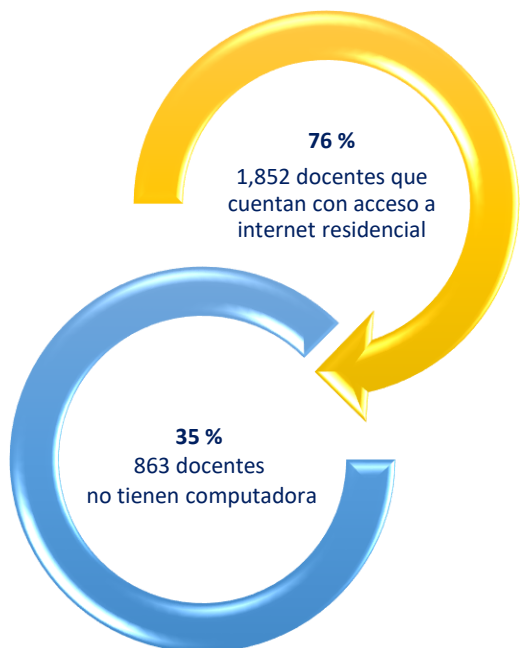 76 %
1,852 docentes que
cuentan con acceso a
internet residencial
35 %
863 docentes
no tienen computadora